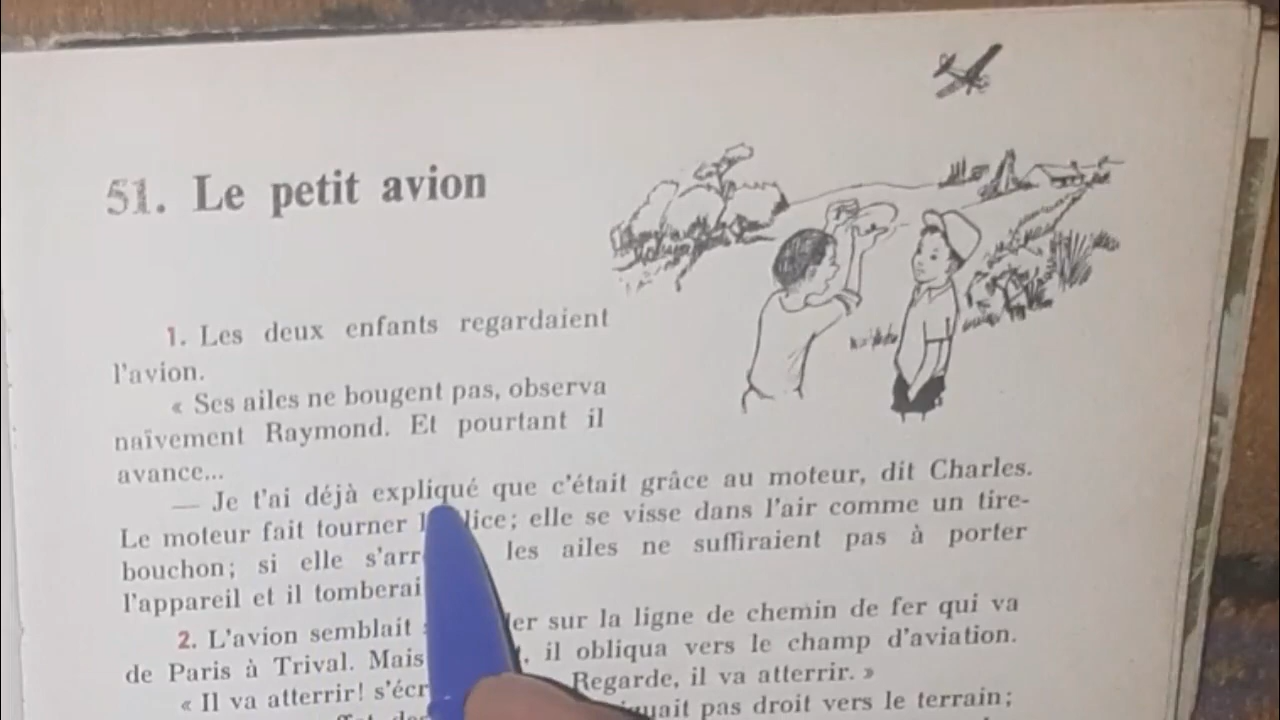 51. Le petit avion
1. Les deux enfants regardaient
l'avion.
« Ses ailes ne bougent pas, observa
naïvement Raymond. Et pourtant il
avance...
— Je t'ai déjà expliqué que c'était grâce au moteur, dit Charles.
Le moteur fait tourner l lice; elle se visse dans l'air comme un tire-
bouchon; si elle s'arr les ailes ne suffiraient pas à porter
l'appareil et il tomberai
2. L'avion semblait sur la ligne de chemin de fer qui va
de Paris à Trival. Mais il obliqua vers le champ d'aviation.
« Il va atterrir! s'écr Regarde, il va atterrir. »
pas droit vers le terrain;